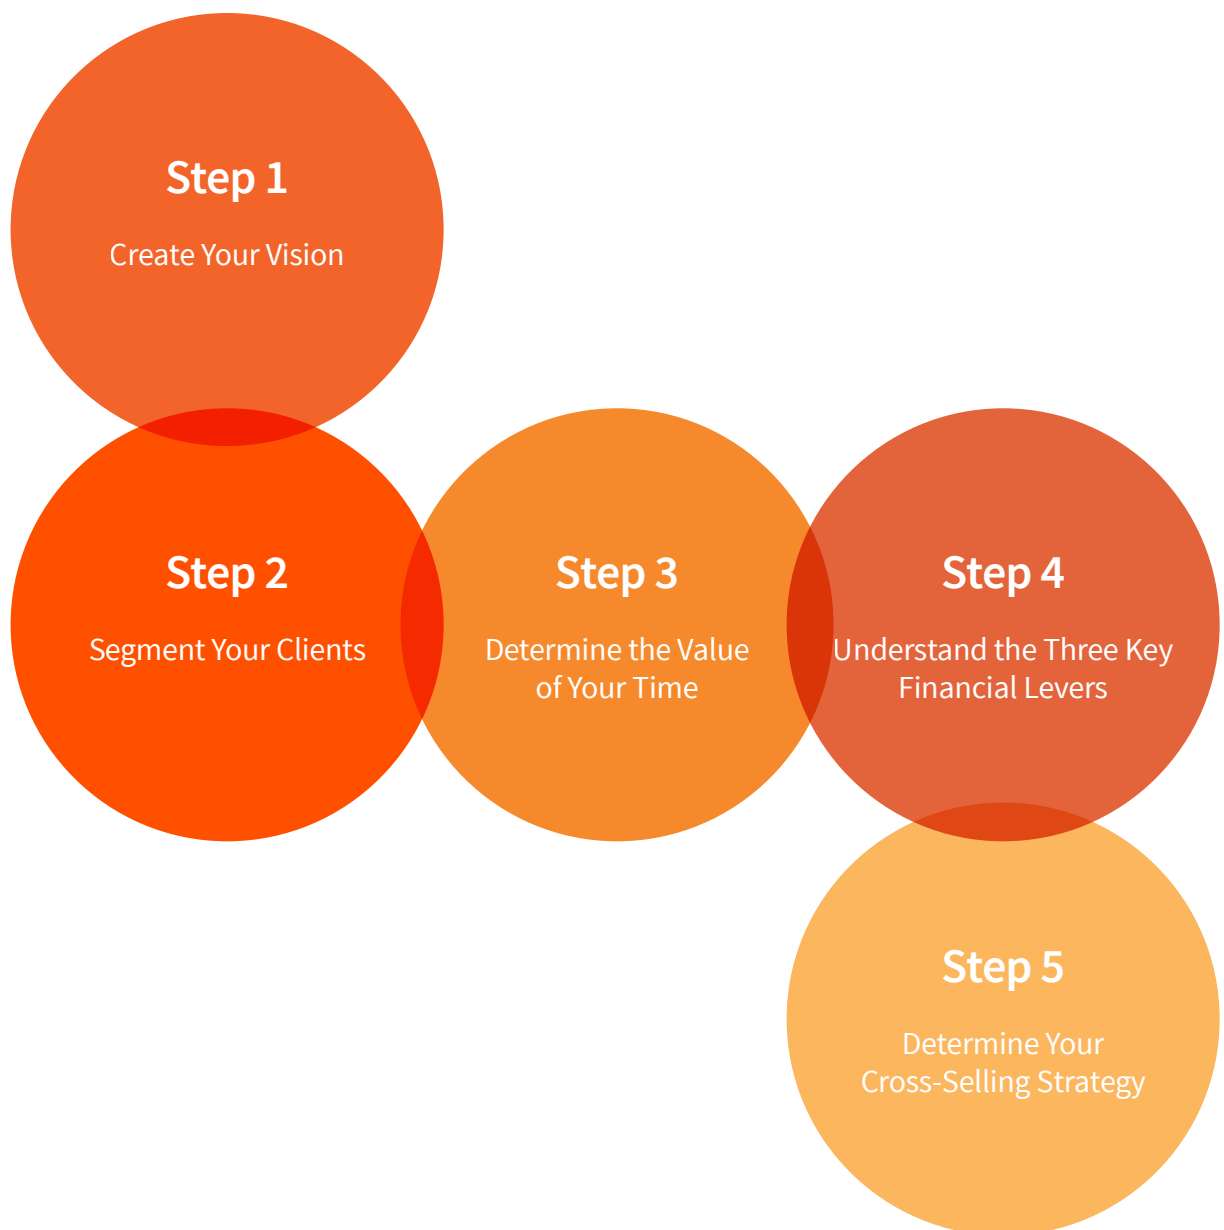 Step 1
Create Your Vision
Step 2
Segment Your Clients
Step 3
Determine the Value
of Your Time
Step 4
Understand the Three Key
Financial Levers
Step 5
Determine Your
Cross-Selling Strategy